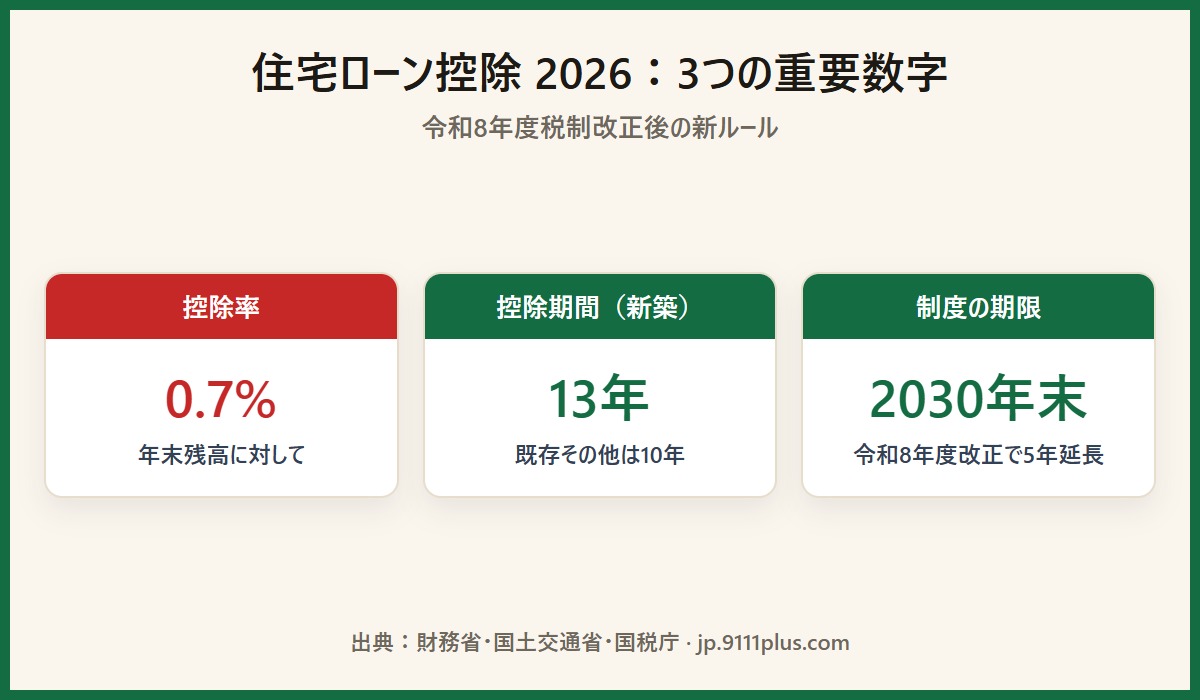 住宅ローン控除 2026：3つの重要数字
令和8年度税制改正後の新ルール
控除率
0.7%
年末残高に対して
控除期間（新築）
13年
既存その他は10年
制度の期限
2030年末
令和8年度改正で5年延長
出典：財務省·国土交通省·国税庁 · jp.9111plus.com